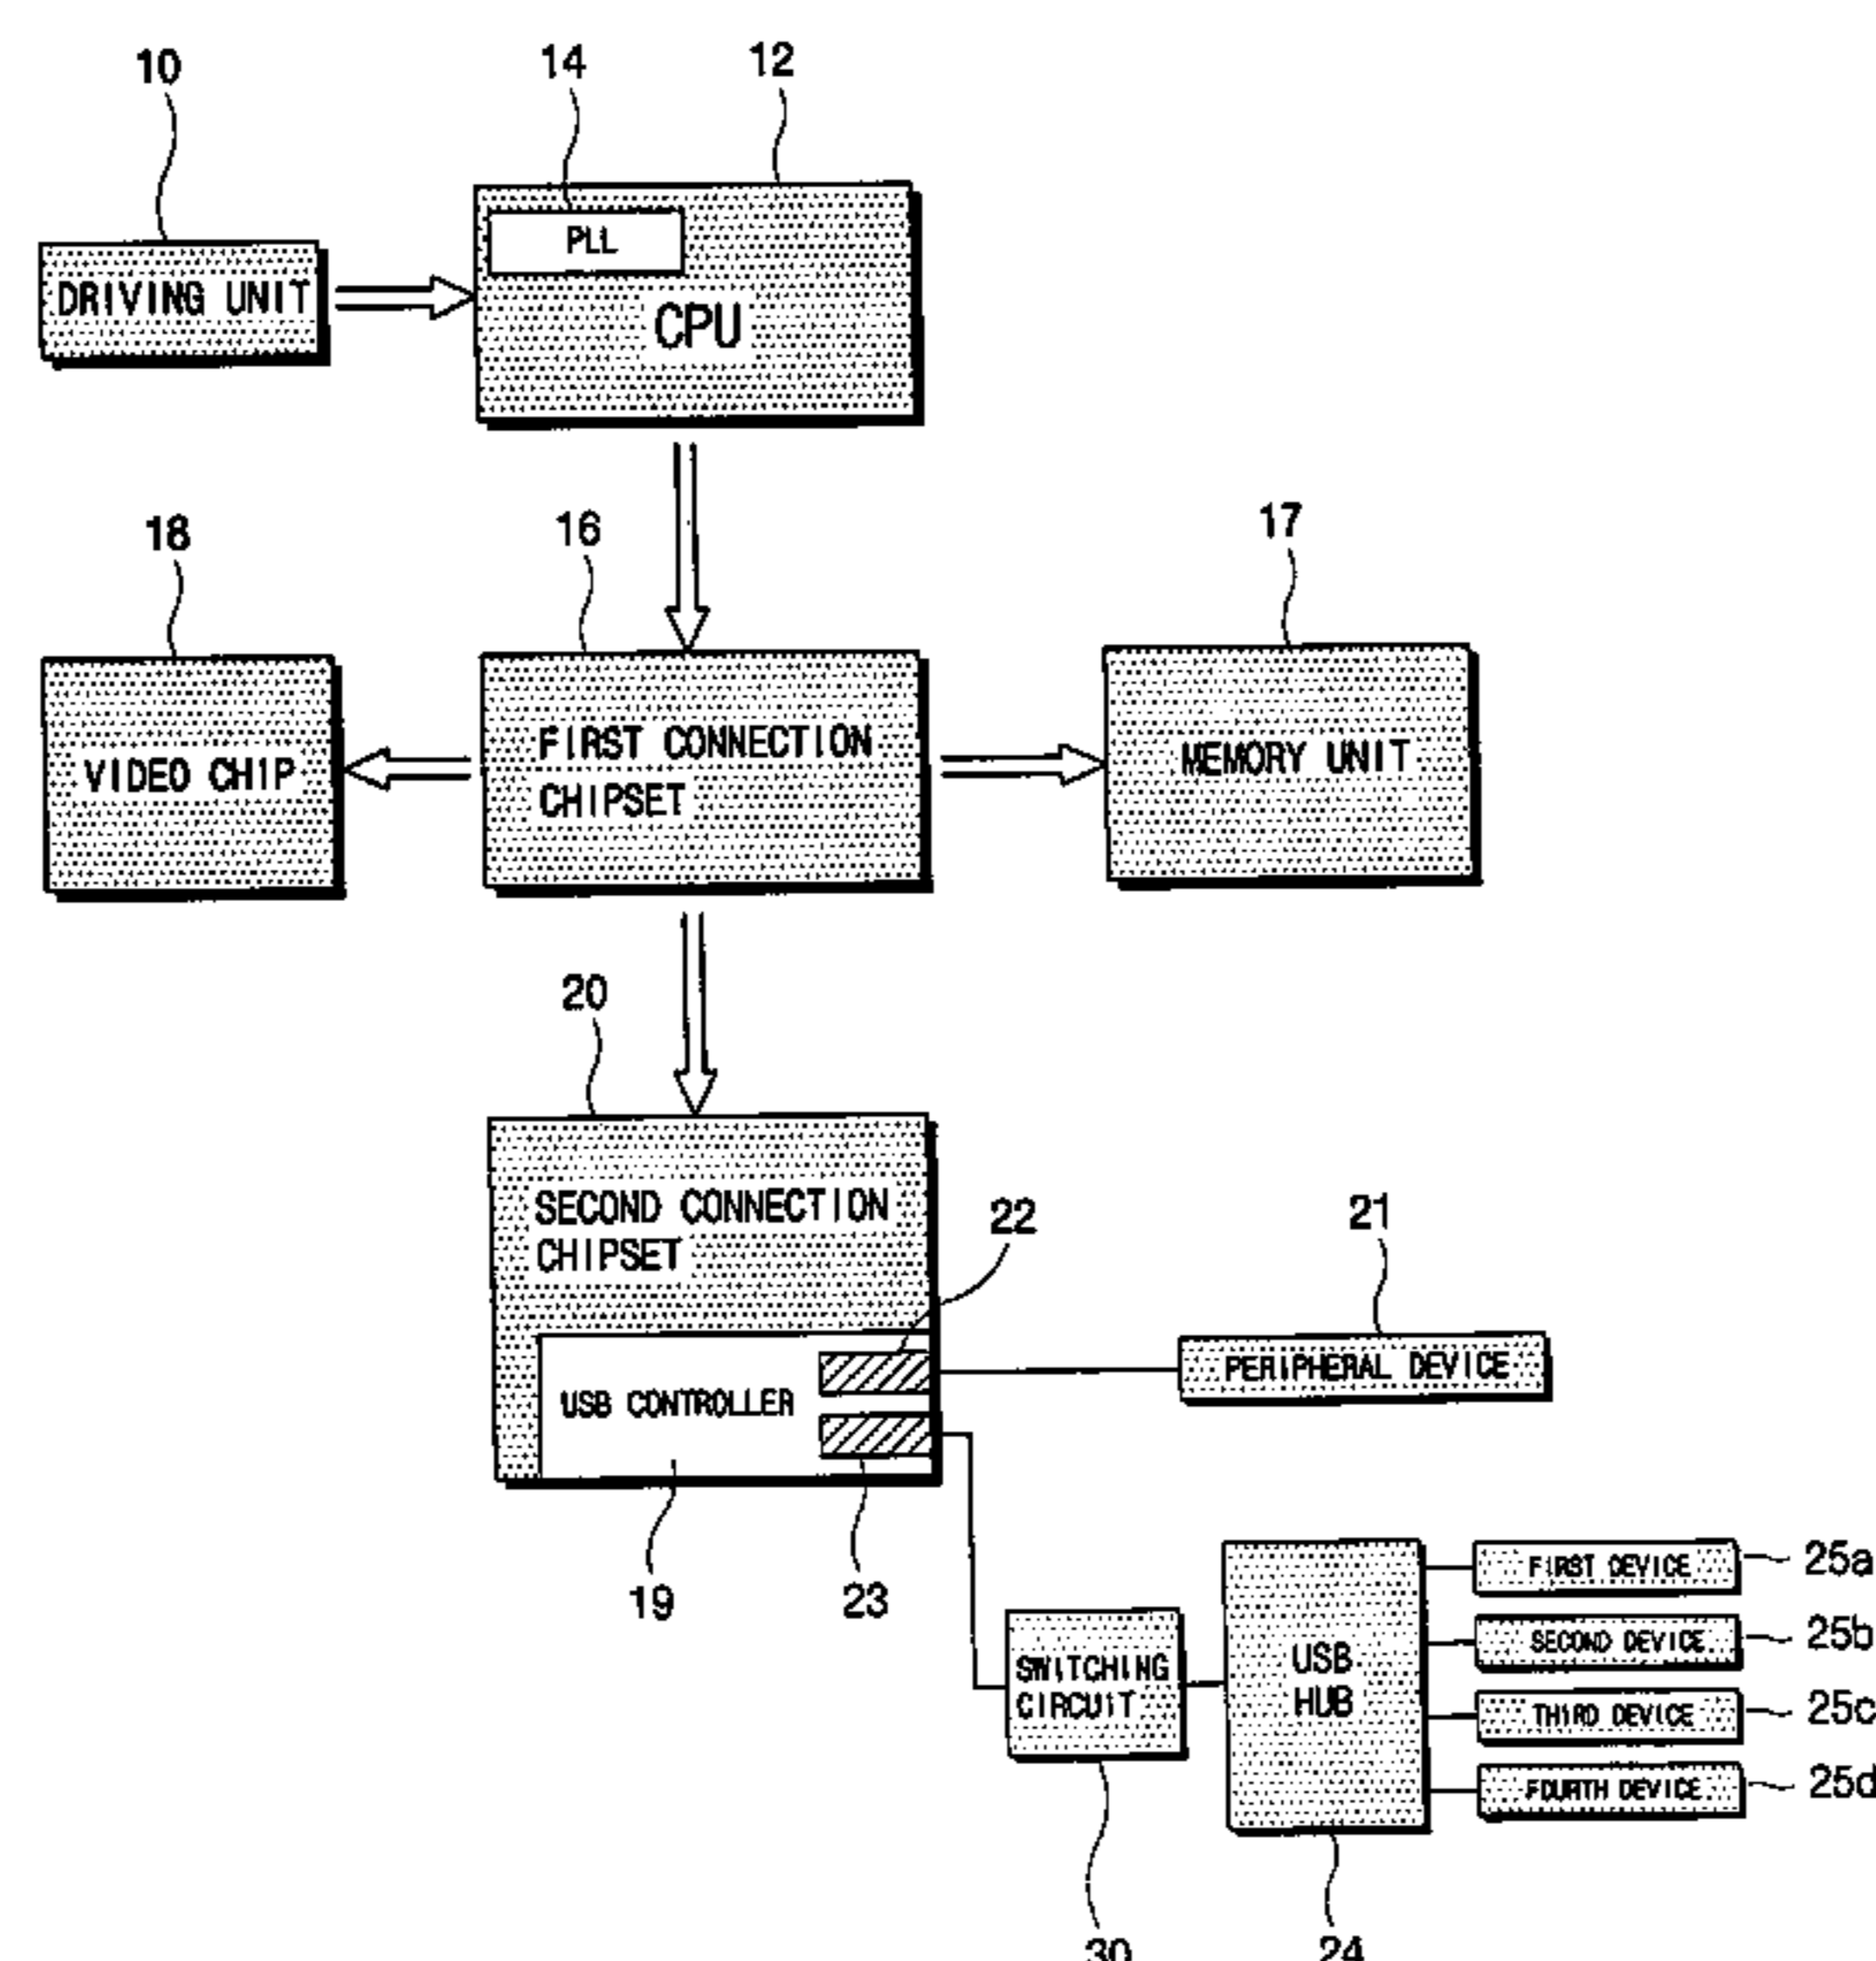 10
14
12
PLL
DRIVING UNIT
CPU
18
16
17
VIDEO CHIP
FIRST CONNECTION
CHIPSET
MEMORY UNIT
20
SECOND CONNECTION
CHIPSET
22
21
USB CONTROLLER
PERIPHERAL DEVICE
19
23
SWITCHING
CIRCUIT
USB
HUB
FIRST DEVICE
25a
SECOND DEVICE
25b
THIRD DEVICE
25c
FOURTH DEVICE
25d
30
24